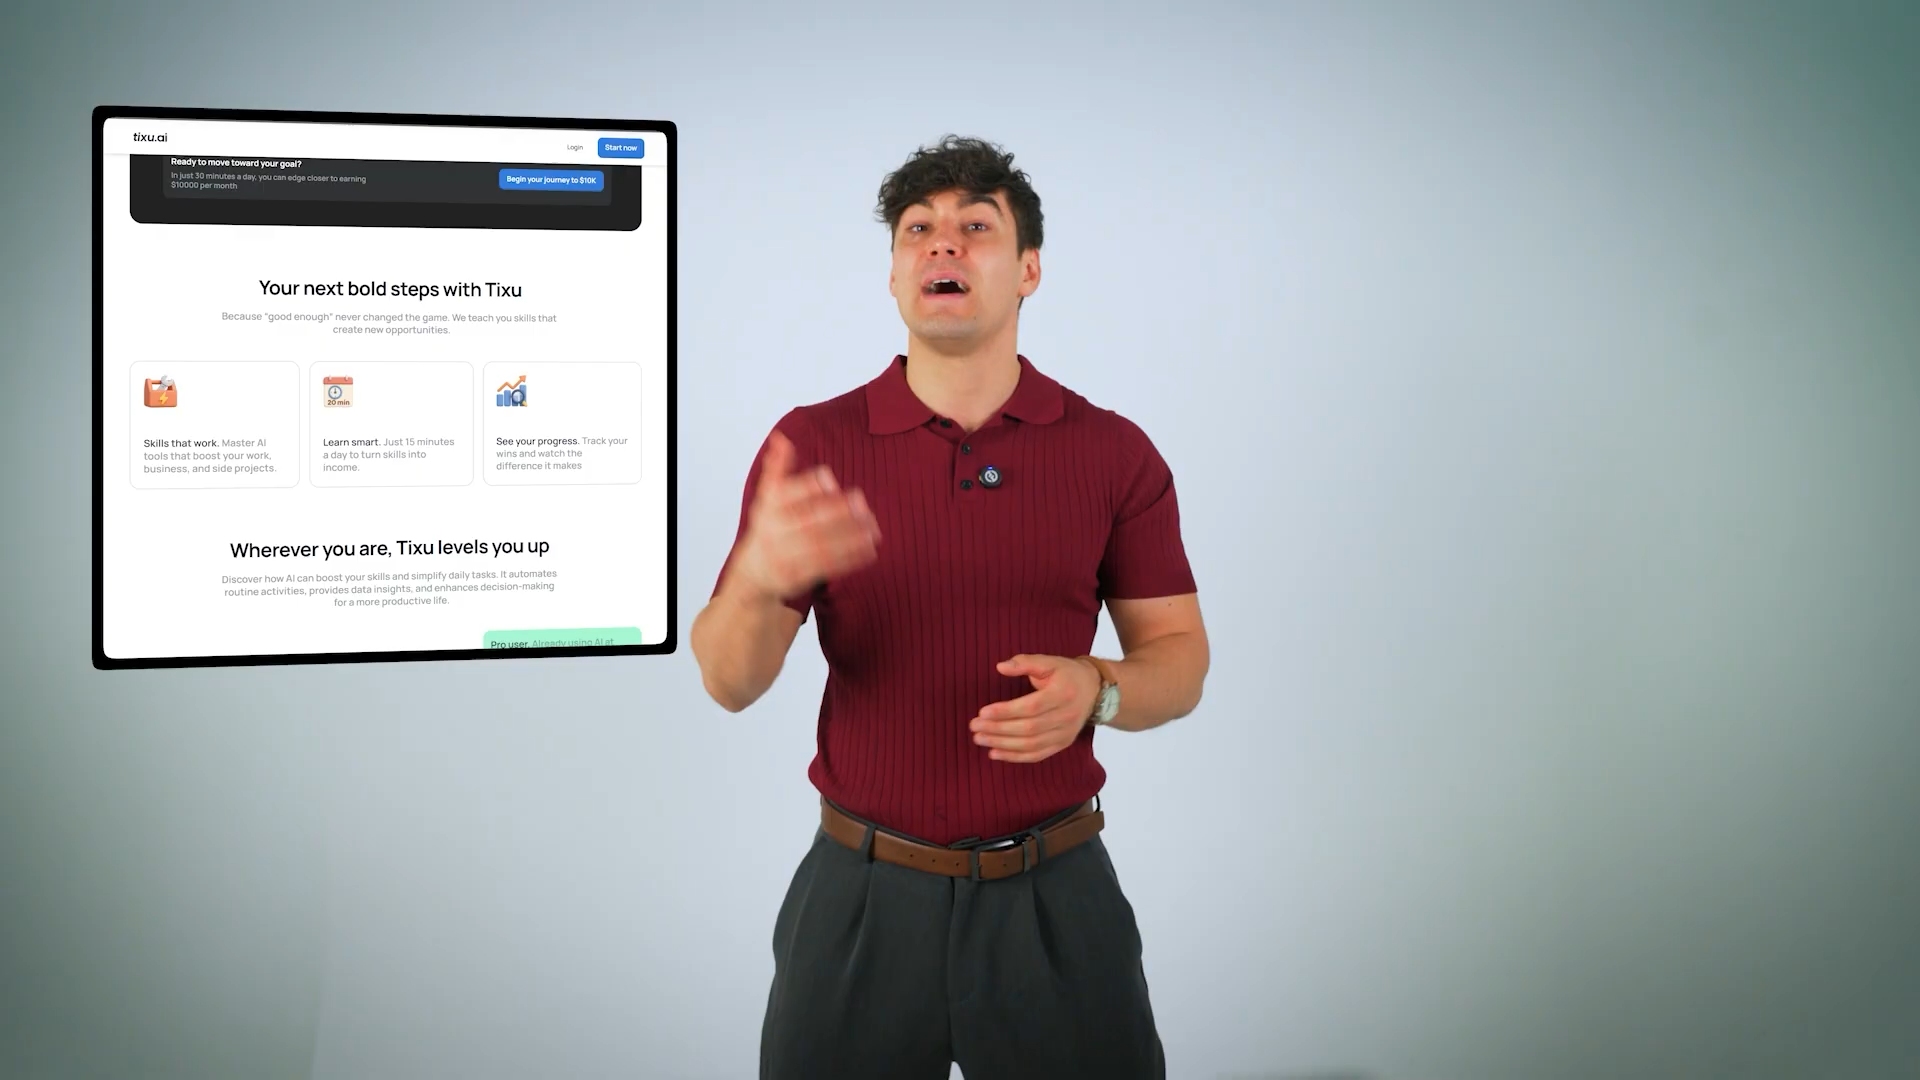 tixu.ai
Login
Start now
Ready to move toward your goal?
In just 30 minutes a day, you can edge closer to earning
$10000 per month
Begin your journey to $10K
Your next bold steps with Tixu
Because "good enough" never changed the game. We teach you skills that
create new opportunities.
20 min
Skills that work. Master AI
tools that boost your work,
business, and side projects.
Learn smart. Just 15 minutes
a day to turn skills into
income.
See your progress. Track your
wins and watch the
difference it makes
Wherever you are, Tixu levels you up
Discover how AI can boost your skills and simplify daily tasks. It automates
routine activities, provides data insights, and enhances decision-making
for a more productive life.
Pro user. Already using AI at